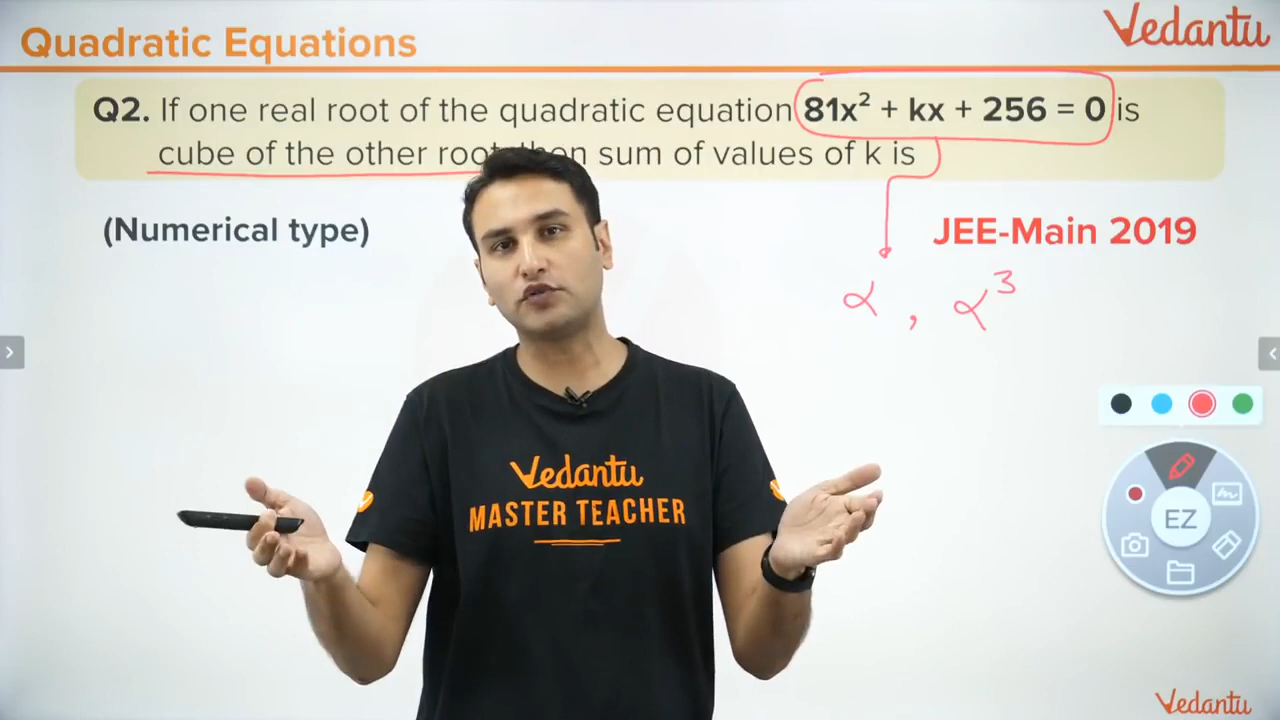 Quadratic Equations
Vedantu
Q2. If one real root of the quadratic equation 81x² + kx + 256 = 0 is
cube of the other root then sum of values of k is
(Numerical type)
JEE-Main 2019
α , α³
EZ
Vedantu
MASTER TEACHER
Vedantu